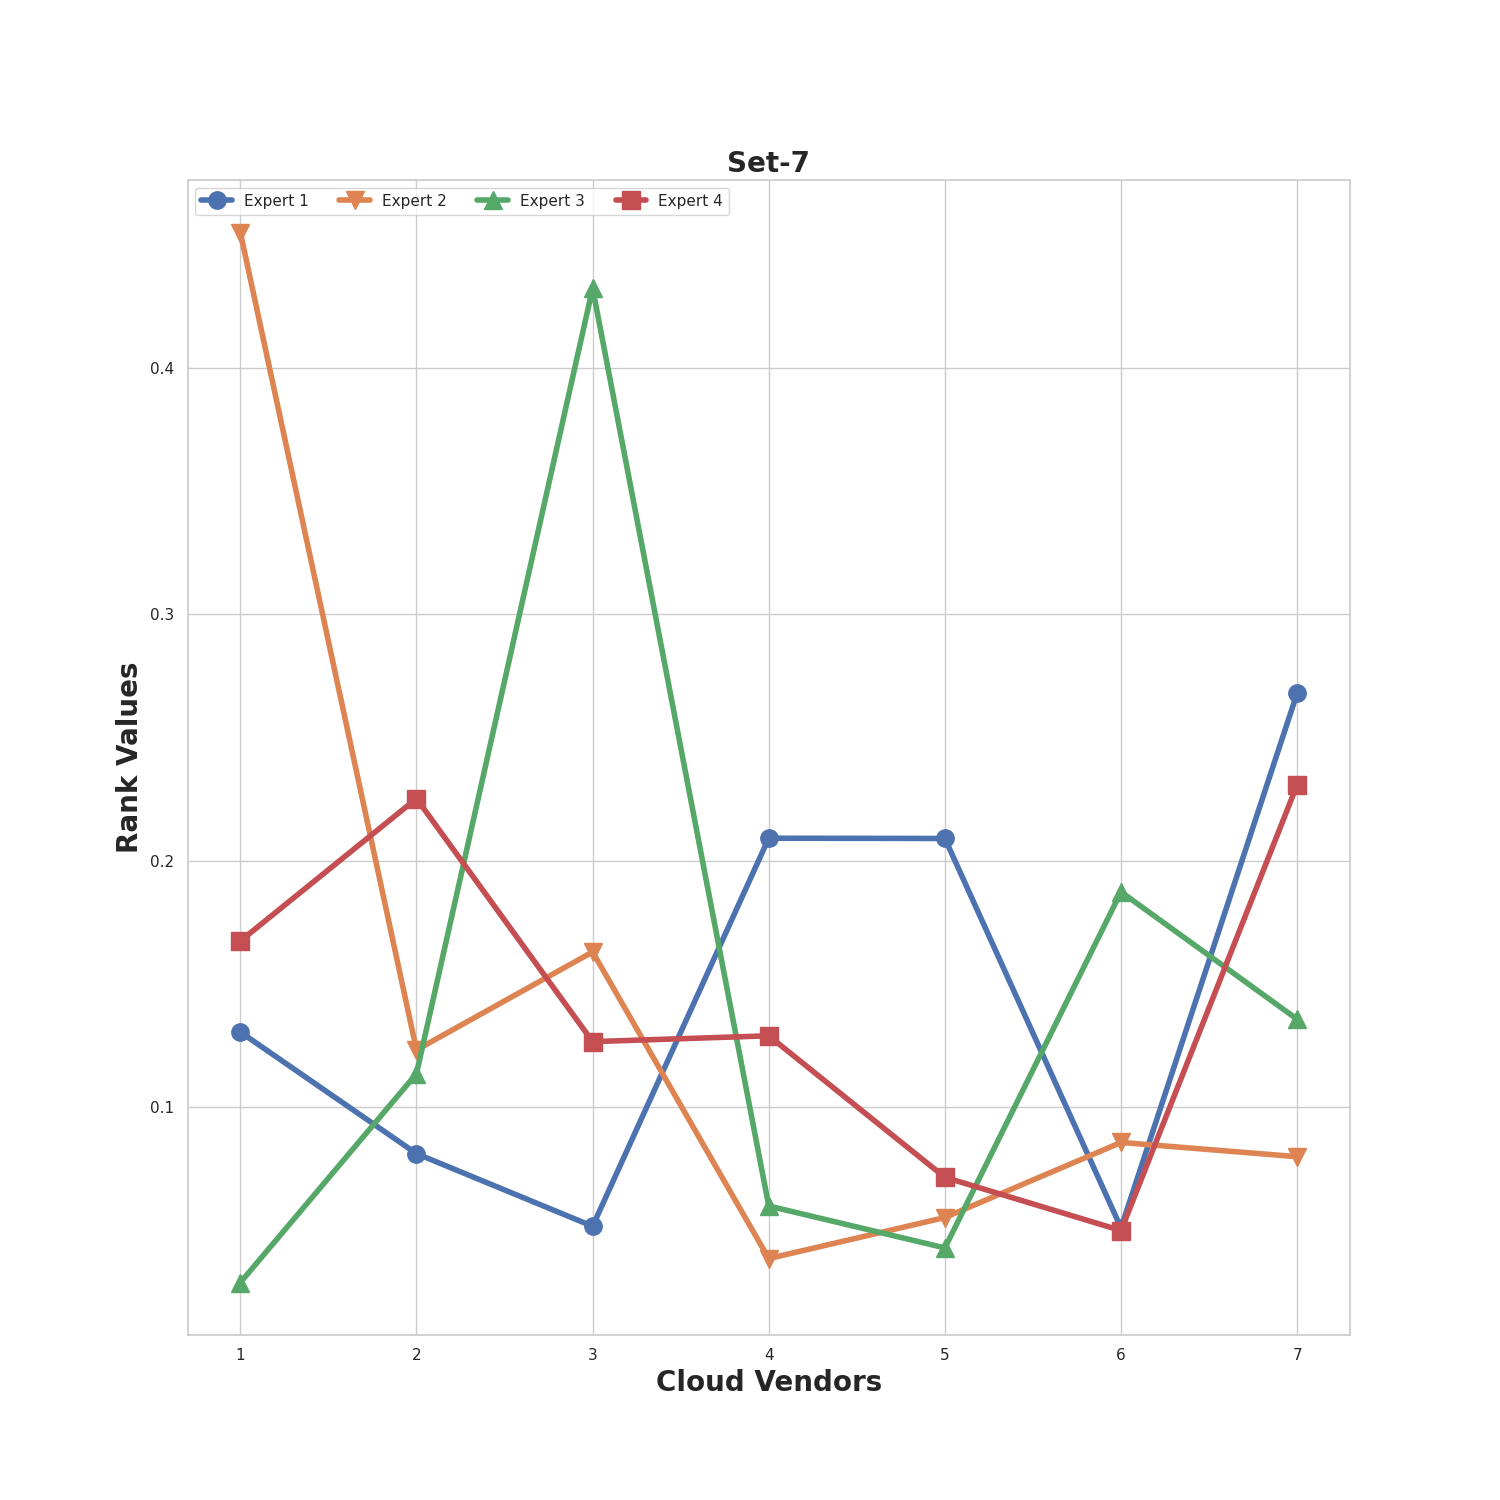 Set-7
Expert 1 Expert 2 Expert 3 Expert 4
0.4
0.3
0.2
0.1
Rank Values
1 2 3 4 5 6 7
Cloud Vendors